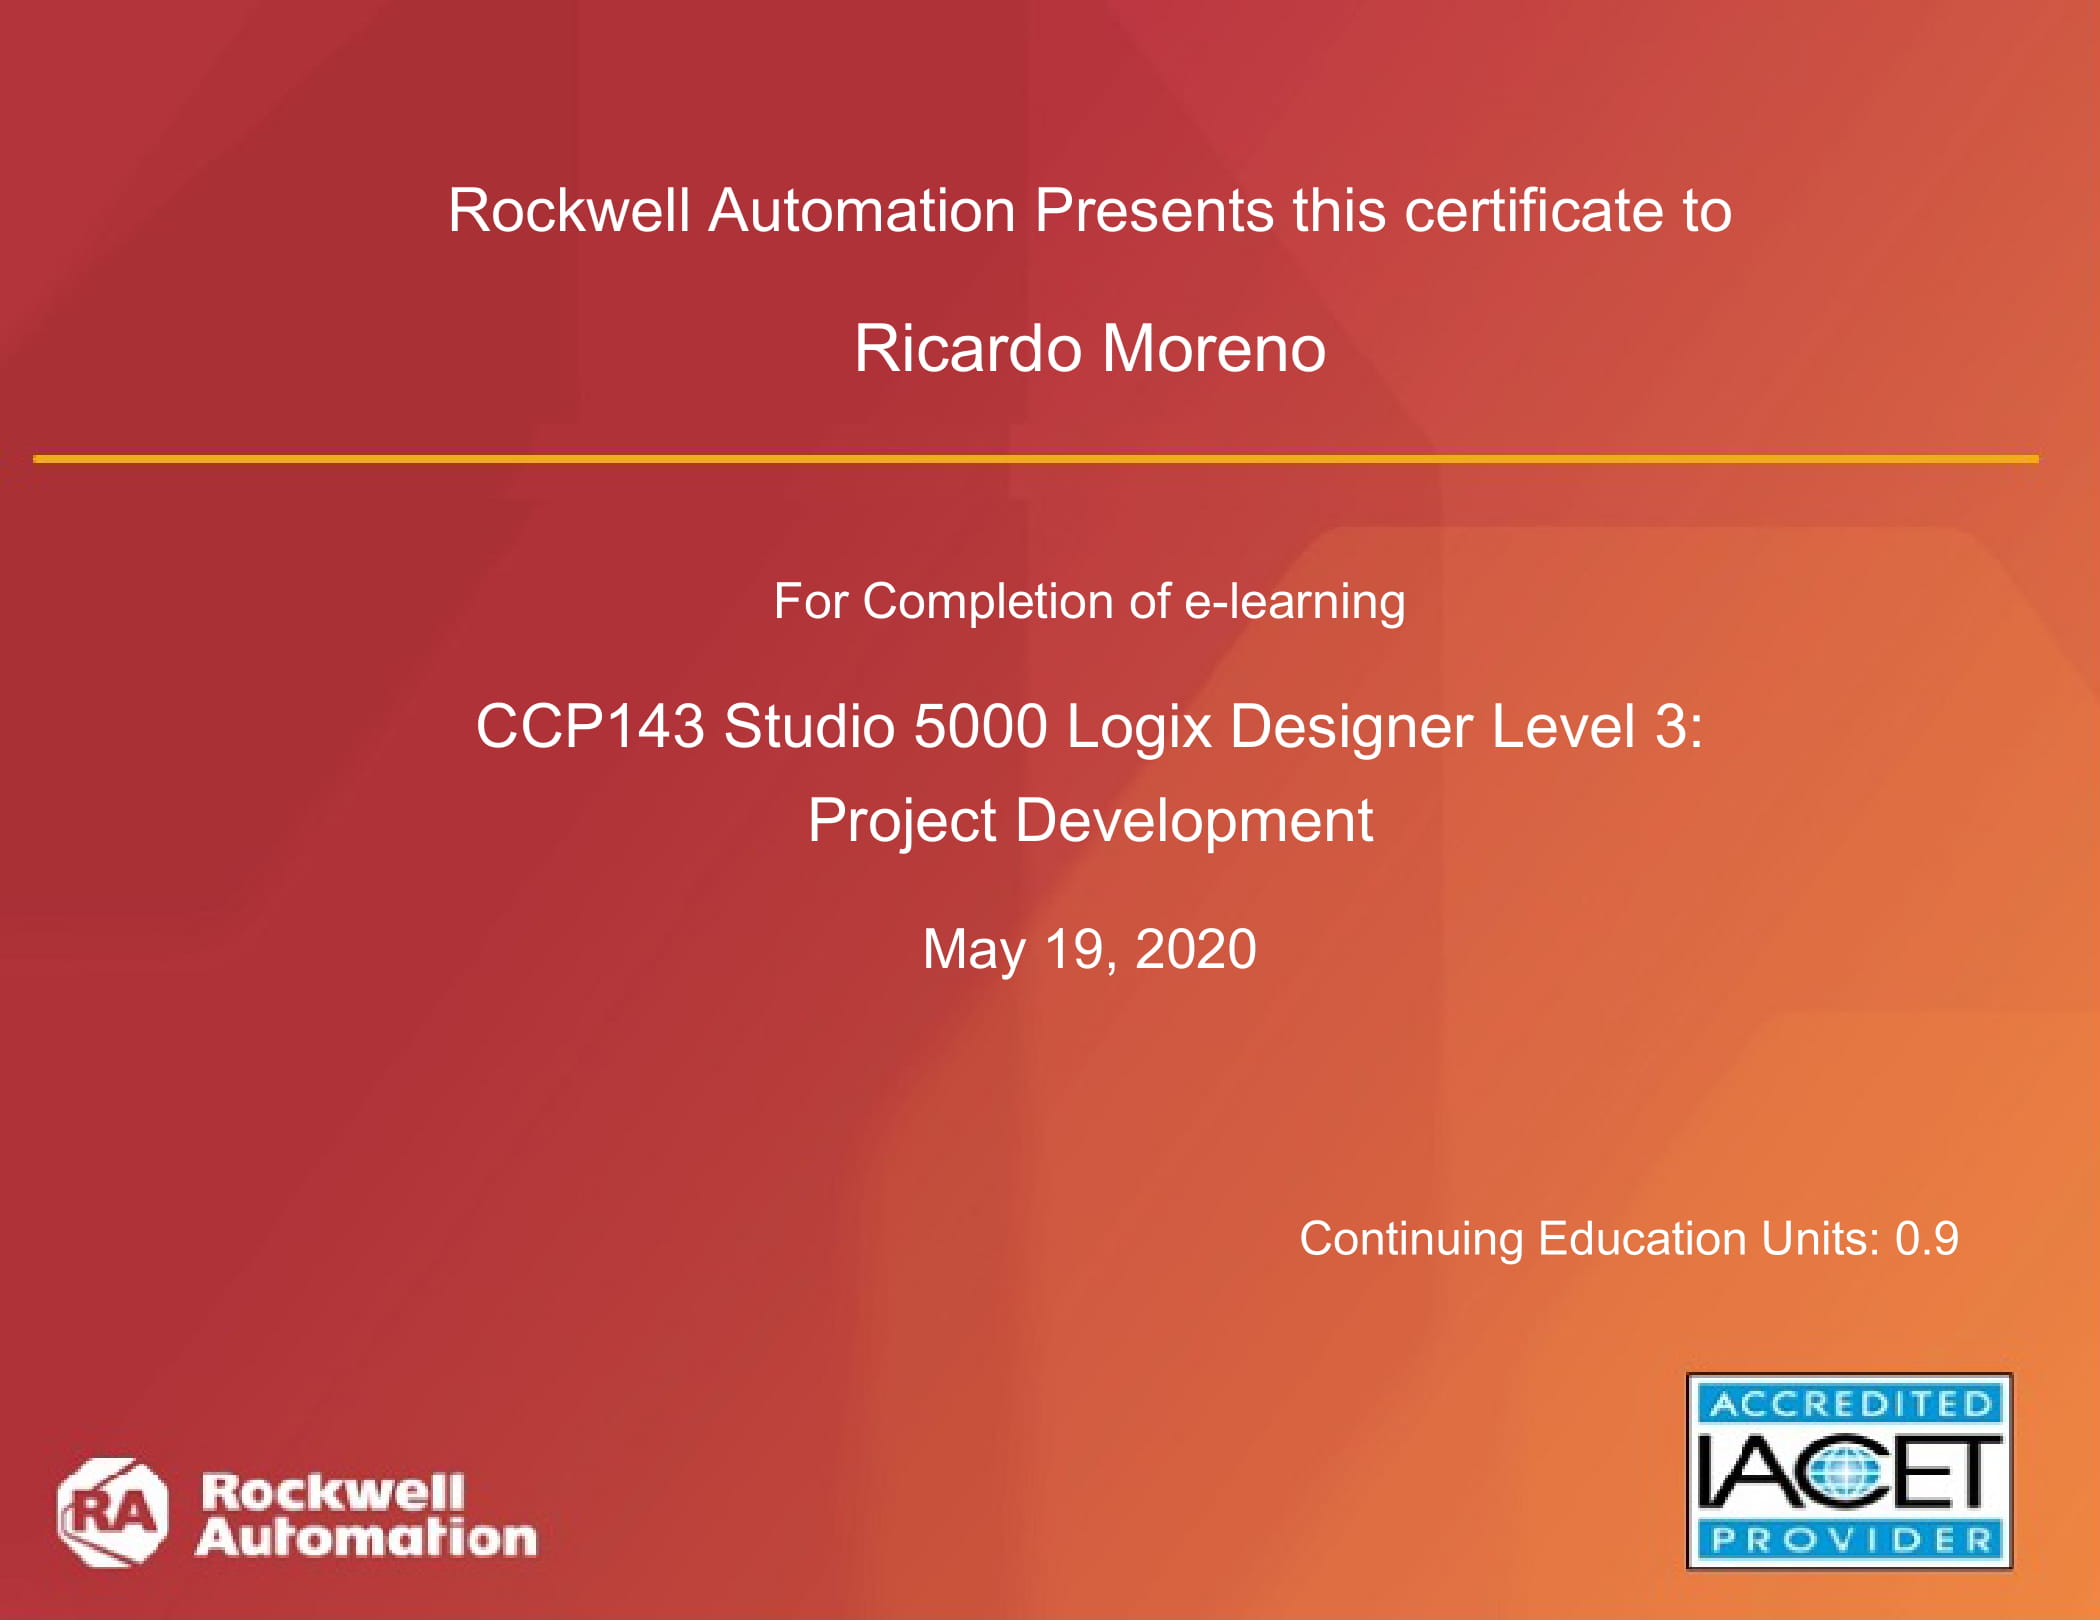 Rockwell Automation Presents this certificate to
Ricardo Moreno
For Completion of e-learning
CCP143 Studio 5000 Logix Designer Level 3:
Project Development
May 19, 2020
Continuing Education Units: 0.9
RA
Rockwell
Automation
ACCREDITED
IACET
PROVIDER